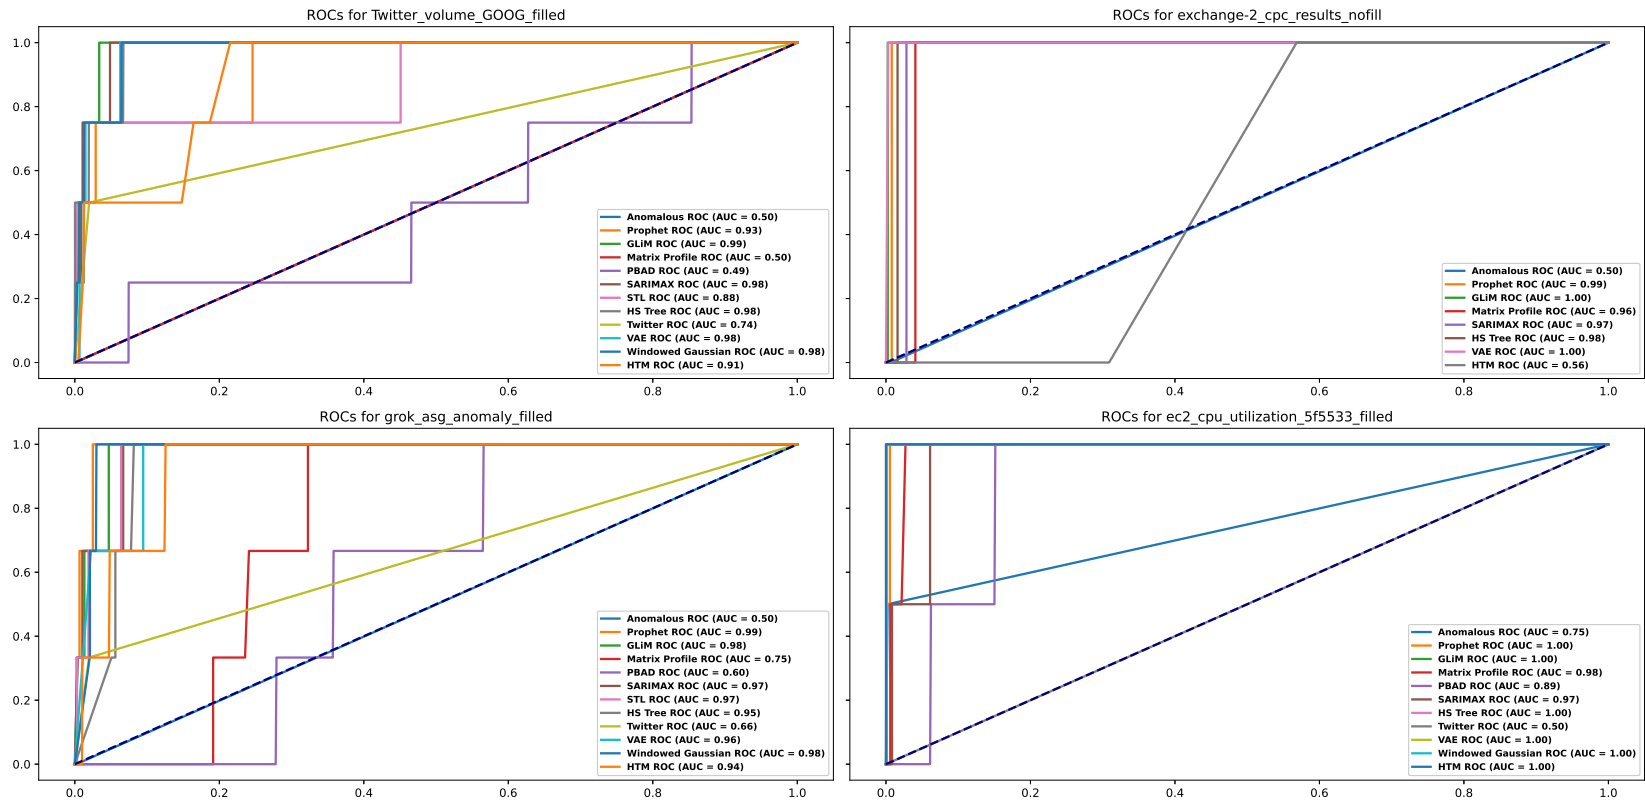 ROCs for Twitter_volume_GOOG_filled
1.0
0.8
0.6
0.4
0.2
0.0
0.0 0.2 0.4 0.6 0.8 1.0
Anomalous ROC (AUC = 0.50)
Prophet ROC (AUC = 0.93)
GLiM ROC (AUC = 0.99)
Matrix Profile ROC (AUC = 0.50)
PBAD ROC (AUC = 0.49)
SARIMAX ROC (AUC = 0.98)
STL ROC (AUC = 0.88)
HS Tree ROC (AUC = 0.98)
Twitter ROC (AUC = 0.74)
VAE ROC (AUC = 0.98)
Windowed Gaussian ROC (AUC = 0.98)
HTM ROC (AUC = 0.91)
ROCs for exchange-2_cpc_results_nofill
0.0 0.2 0.4 0.6 0.8 1.0
Anomalous ROC (AUC = 0.50)
Prophet ROC (AUC = 0.99)
GLiM ROC (AUC = 1.00)
Matrix Profile ROC (AUC = 0.96)
SARIMAX ROC (AUC = 0.97)
HS Tree ROC (AUC = 0.98)
VAE ROC (AUC = 1.00)
HTM ROC (AUC = 0.56)
ROCs for grok_asg_anomaly_filled
1.0
0.8
0.6
0.4
0.2
0.0
0.0 0.2 0.4 0.6 0.8 1.0
Anomalous ROC (AUC = 0.50)
Prophet ROC (AUC = 0.99)
GLiM ROC (AUC = 0.98)
Matrix Profile ROC (AUC = 0.75)
PBAD ROC (AUC = 0.60)
SARIMAX ROC (AUC = 0.97)
STL ROC (AUC = 0.97)
HS Tree ROC (AUC = 0.95)
Twitter ROC (AUC = 0.66)
VAE ROC (AUC = 0.96)
Windowed Gaussian ROC (AUC = 0.98)
HTM ROC (AUC = 0.94)
ROCs for ec2_cpu_utilization_5f5533_filled
0.0 0.2 0.4 0.6 0.8 1.0
Anomalous ROC (AUC = 0.75)
Prophet ROC (AUC = 1.00)
GLiM ROC (AUC = 1.00)
Matrix Profile ROC (AUC = 0.98)
PBAD ROC (AUC = 0.89)
SARIMAX ROC (AUC = 0.97)
HS Tree ROC (AUC = 1.00)
Twitter ROC (AUC = 0.50)
VAE ROC (AUC = 1.00)
Windowed Gaussian ROC (AUC = 1.00)
HTM ROC (AUC = 1.00)